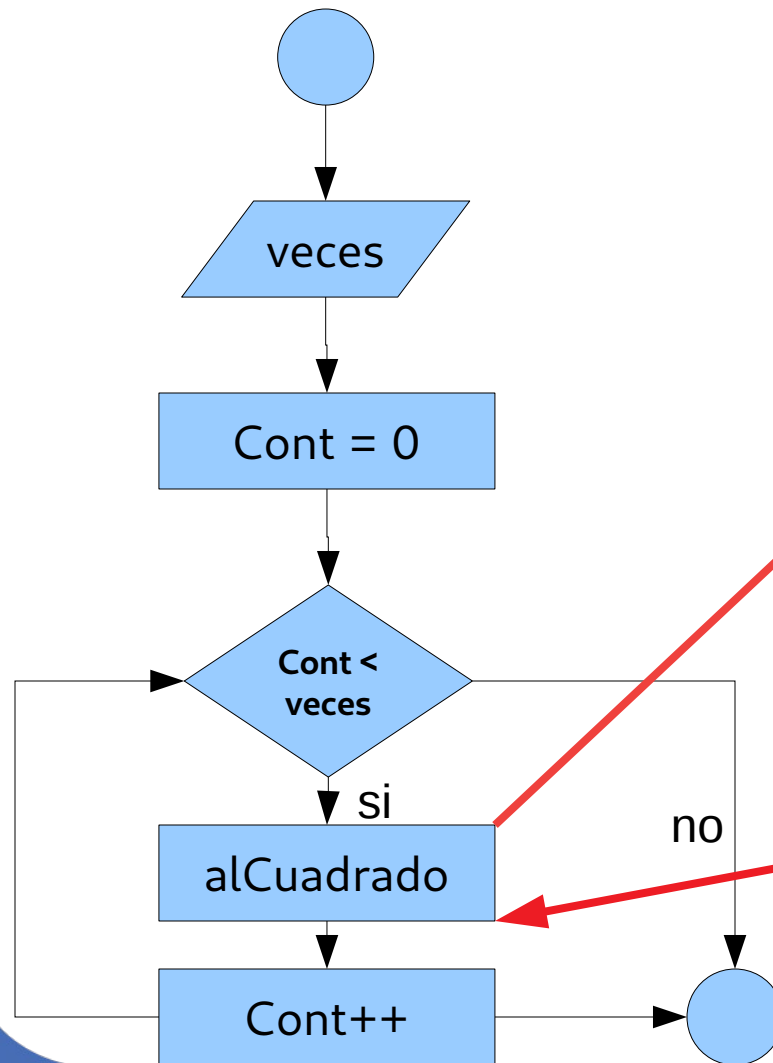 veces
Cont = 0
Cont <
veces
si
no
alCuadrado
Cont++